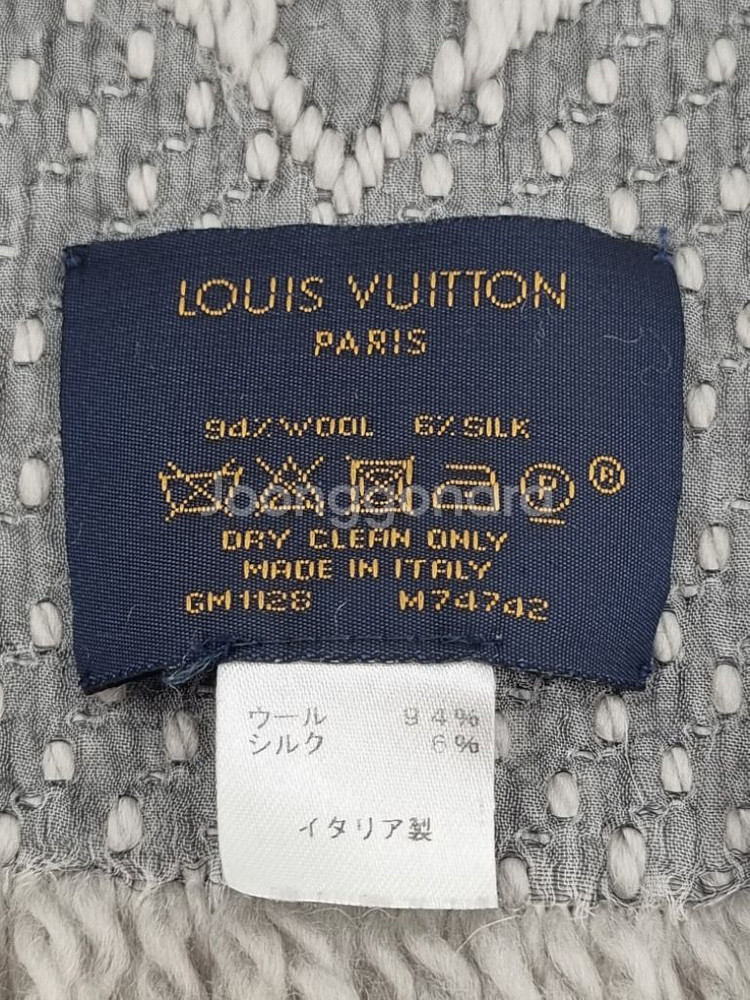 LOUIS VUITTON
PARIS
94% WOOL 6% SILK
Joonggonara
®
DRY CLEAN ONLY
MADE IN ITALY
GM1128 M74742
ウール 94%
シルク 6%
イタリア製